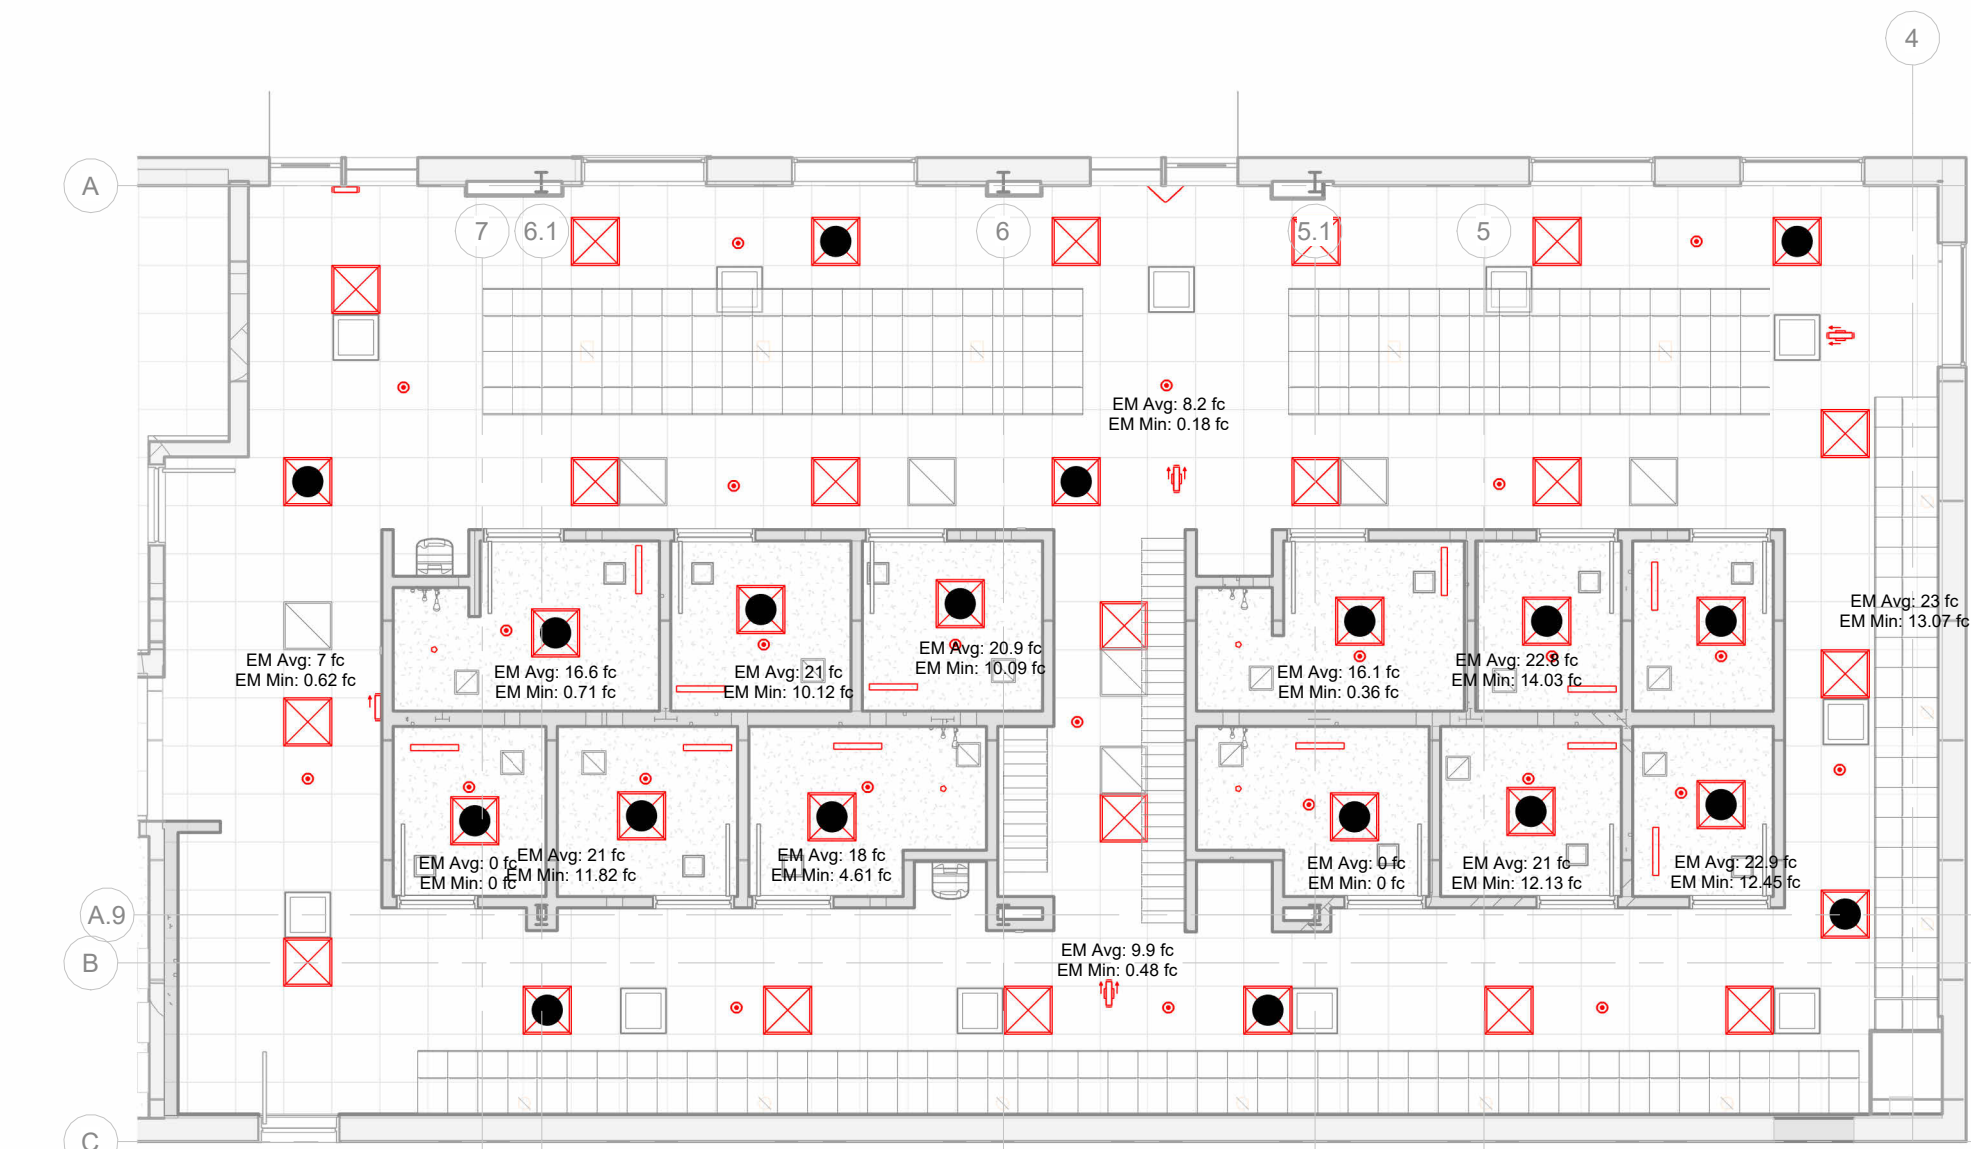 4
A
7
6.1
6
5.1
5
EM Avg: 8.2 fc
EM Min: 0.18 fc
EM Avg: 23 fc
EM Min: 13.07 fc
EM Avg: 7 fc
EM Min: 0.62 fc
EM Avg: 16.6 fc
EM Min: 0.71 fc
EM Avg: 21 fc
EM Min: 10.12 fc
EM Avg: 20.9 fc
EM Min: 10.09 fc
EM Avg: 16.1 fc
EM Min: 0.36 fc
EM Avg: 22.8 fc
EM Min: 14.03 fc
EM Avg: 0 fc
EM Min: 0 fc
EM Avg: 21 fc
EM Min: 11.82 fc
EM Avg: 18 fc
EM Min: 4.61 fc
EM Avg: 0 fc
EM Min: 0 fc
EM Avg: 21 fc
EM Min: 12.13 fc
EM Avg: 22.9 fc
EM Min: 12.45 fc
A.9
B
EM Avg: 9.9 fc
EM Min: 0.48 fc
C